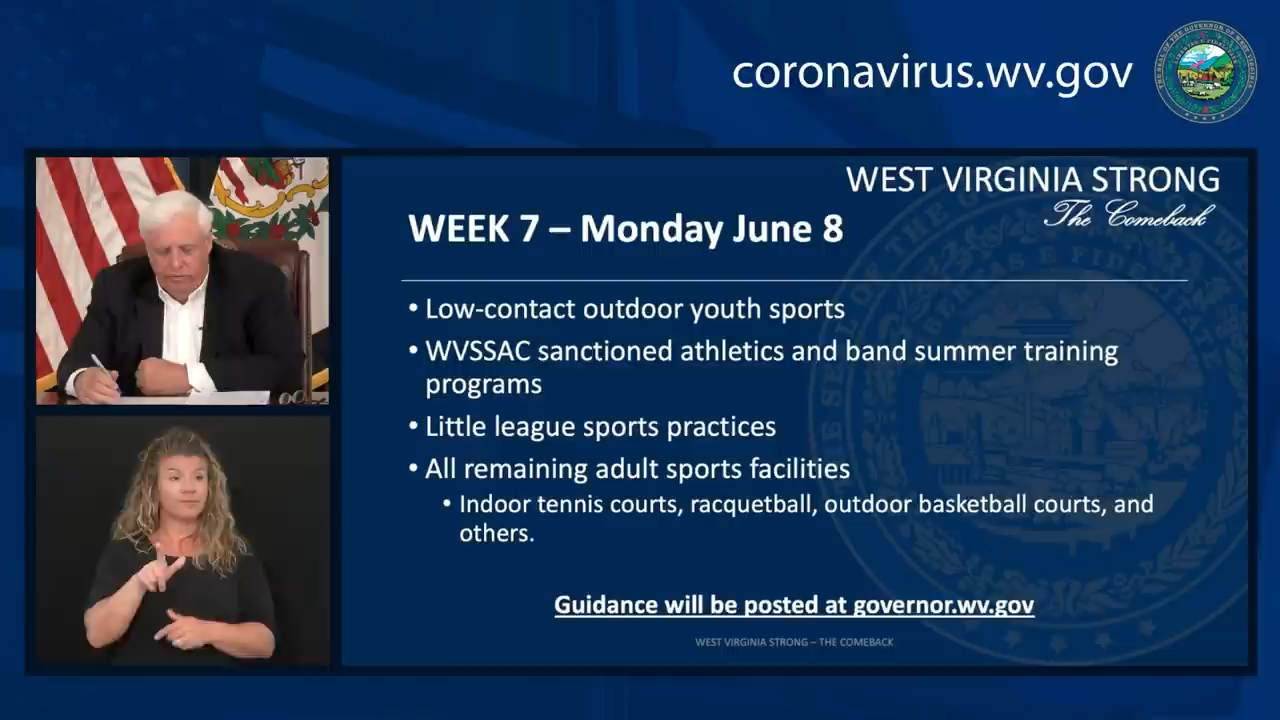 coronavirus.wv.gov
WEST VIRGINIA STRONG
The Comeback
WEEK 7 – Monday June 8
• Low-contact outdoor youth sports
• WVSSAC sanctioned athletics and band summer training
programs
• Little league sports practices
• All remaining adult sports facilities
• Indoor tennis courts, racquetball, outdoor basketball courts, and
others.
Guidance will be posted at governor.wv.gov
WEST VIRGINIA STRONG – THE COMEBACK